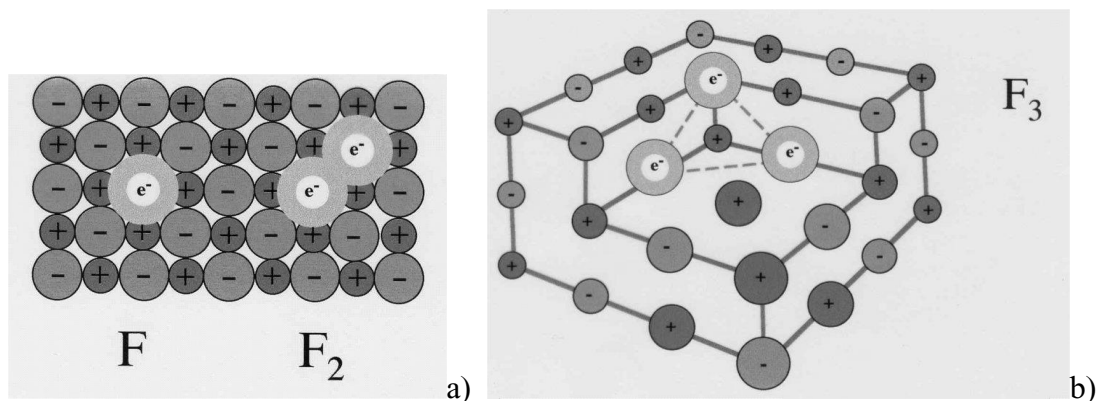 - + - + - + - + -
+ - + - + - + e⁻ +
- + e⁻ + - + e⁻ + -
+ - + - + - + - +
- + - + - + - + -
F F₂
a)
-
+ + -
- e⁻ + +
+ + -
- + -
e⁻ e⁻
- + +
+ + -
- -
+ +
- +
+
-
F₃
b)